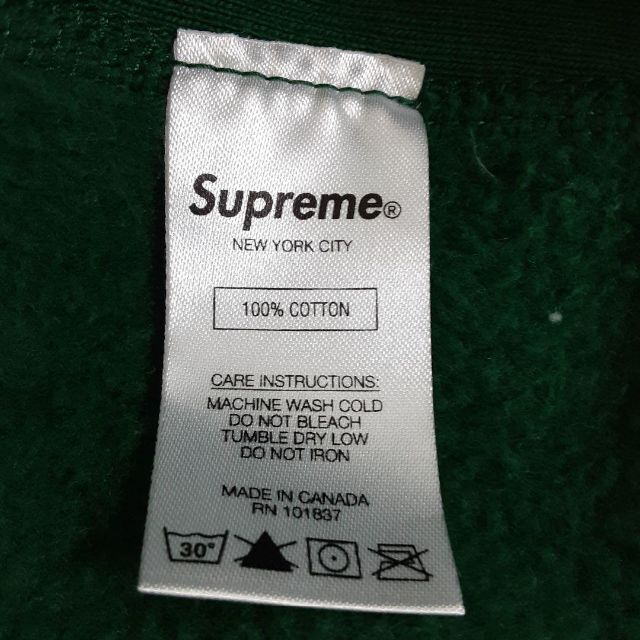 Supreme®
NEW YORK CITY
100% COTTON
CARE INSTRUCTIONS:
MACHINE WASH COLD
DO NOT BLEACH
TUMBLE DRY LOW
DO NOT IRON
MADE IN CANADA
RN 101837
30°